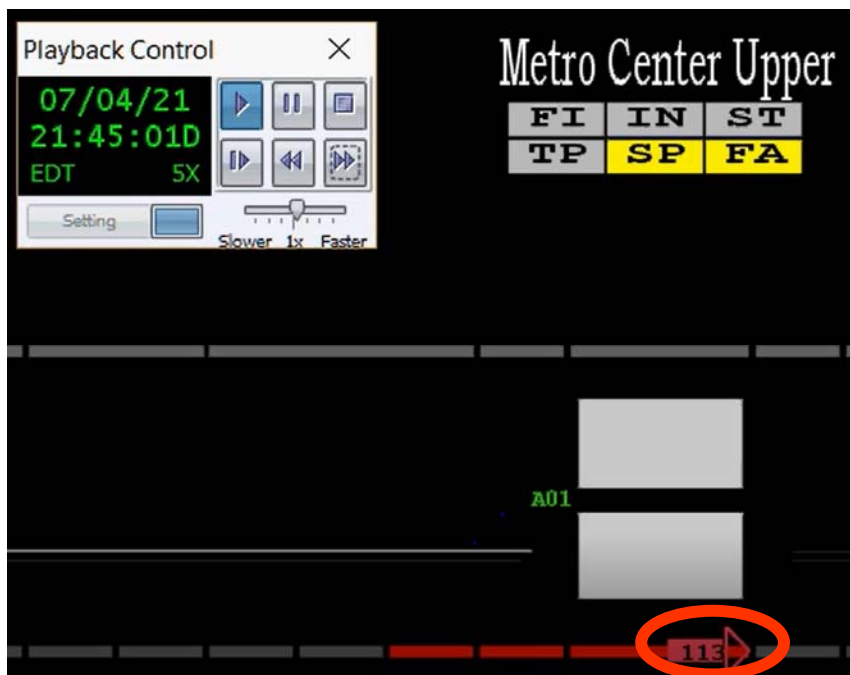 Playback Control
07/04/21
21:45:01D
EDT 5X
Setting
Slower 1x Faster
Metro Center Upper
FI IN ST
TP SP FA
A01
113